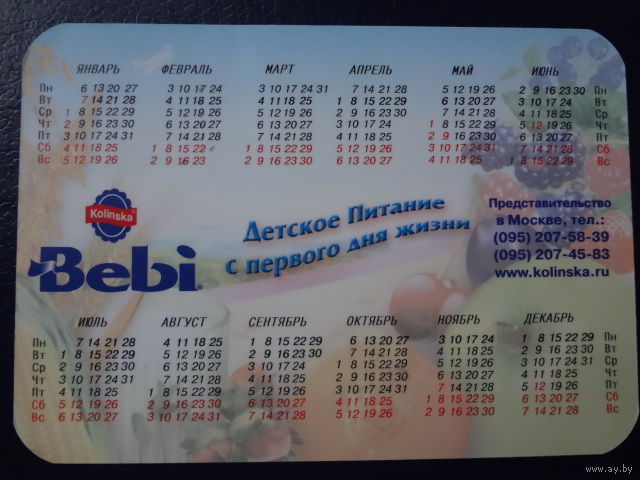 ЯНВАРЬ ФЕВРАЛЬ МАРТ АПРЕЛЬ МАЙ ИЮНЬ
Пн 6 13 20 27 3 10 17 24 3 10 17 24 31 7 14 21 28 5 12 19 26 2 9 16 23 30 Пн
Вт 7 14 21 28 4 11 18 25 4 11 18 25 1 8 15 22 29 6 13 20 27 3 10 17 24 Вт
Ср 1 8 15 22 29 5 12 19 26 5 12 19 26 2 9 16 23 30 7 14 21 28 4 11 18 25 Ср
Чт 2 9 16 23 30 6 13 20 27 6 13 20 27 3 10 17 24 1 8 15 22 29 5 12 19 26 Чт
Пт 3 10 17 24 31 7 14 21 28 7 14 21 28 4 11 18 25 2 9 16 23 30 6 13 20 27 Пт
Сб 4 11 18 25 1 8 15 22 1 8 15 22 29 5 12 19 26 3 10 17 24 31 7 14 21 28 Сб
Вс 5 12 19 26 2 9 16 23 2 9 16 23 30 6 13 20 27 4 11 18 25 1 8 15 22 29 Вс
Kolinska
Bebi
Детское Питание
с первого дня жизни
Представительство
в Москве, тел.:
(095) 207-58-39
(095) 207-45-83
www.kolinska.ru
ИЮЛЬ АВГУСТ СЕНТЯБРЬ ОКТЯБРЬ НОЯБРЬ ДЕКАБРЬ
Пн 7 14 21 28 4 11 18 25 1 8 15 22 29 6 13 20 27 3 10 17 24 1 8 15 22 29 Пн
Вт 1 8 15 22 29 5 12 19 26 2 9 16 23 30 7 14 21 28 4 11 18 25 2 9 16 23 30 Вт
Ср 2 9 16 23 30 6 13 20 27 3 10 17 24 1 8 15 22 29 5 12 19 26 3 10 17 24 31 Ср
Чт 3 10 17 24 31 7 14 21 28 4 11 18 25 2 9 16 23 30 6 13 20 27 4 11 18 25 Чт
Пт 4 11 18 25 1 8 15 22 29 5 12 19 26 3 10 17 24 31 7 14 21 28 5 12 19 26 Пт
Сб 5 12 19 26 2 9 16 23 30 6 13 20 27 4 11 18 25 1 8 15 22 29 6 13 20 27 Сб
Вс 6 13 20 27 3 10 17 24 31 7 14 21 28 5 12 19 26 2 9 16 23 30 7 14 21 28 Вс
www.ay.by